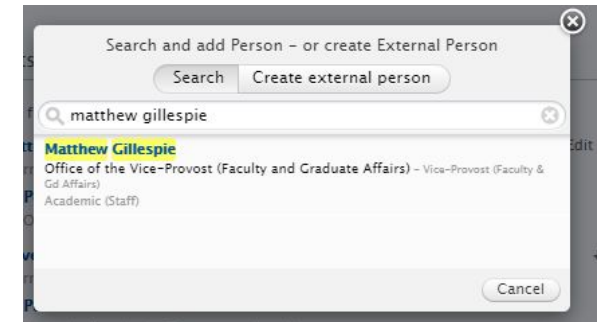 Search and add Person – or create External Person
Search Create external person
matthew gillespie
Matthew Gillespie
Office of the Vice-Provost (Faculty and Graduate Affairs) – Vice-Provost (Faculty &
Gd Affairs)
Academic (Staff)
Edit
Cancel